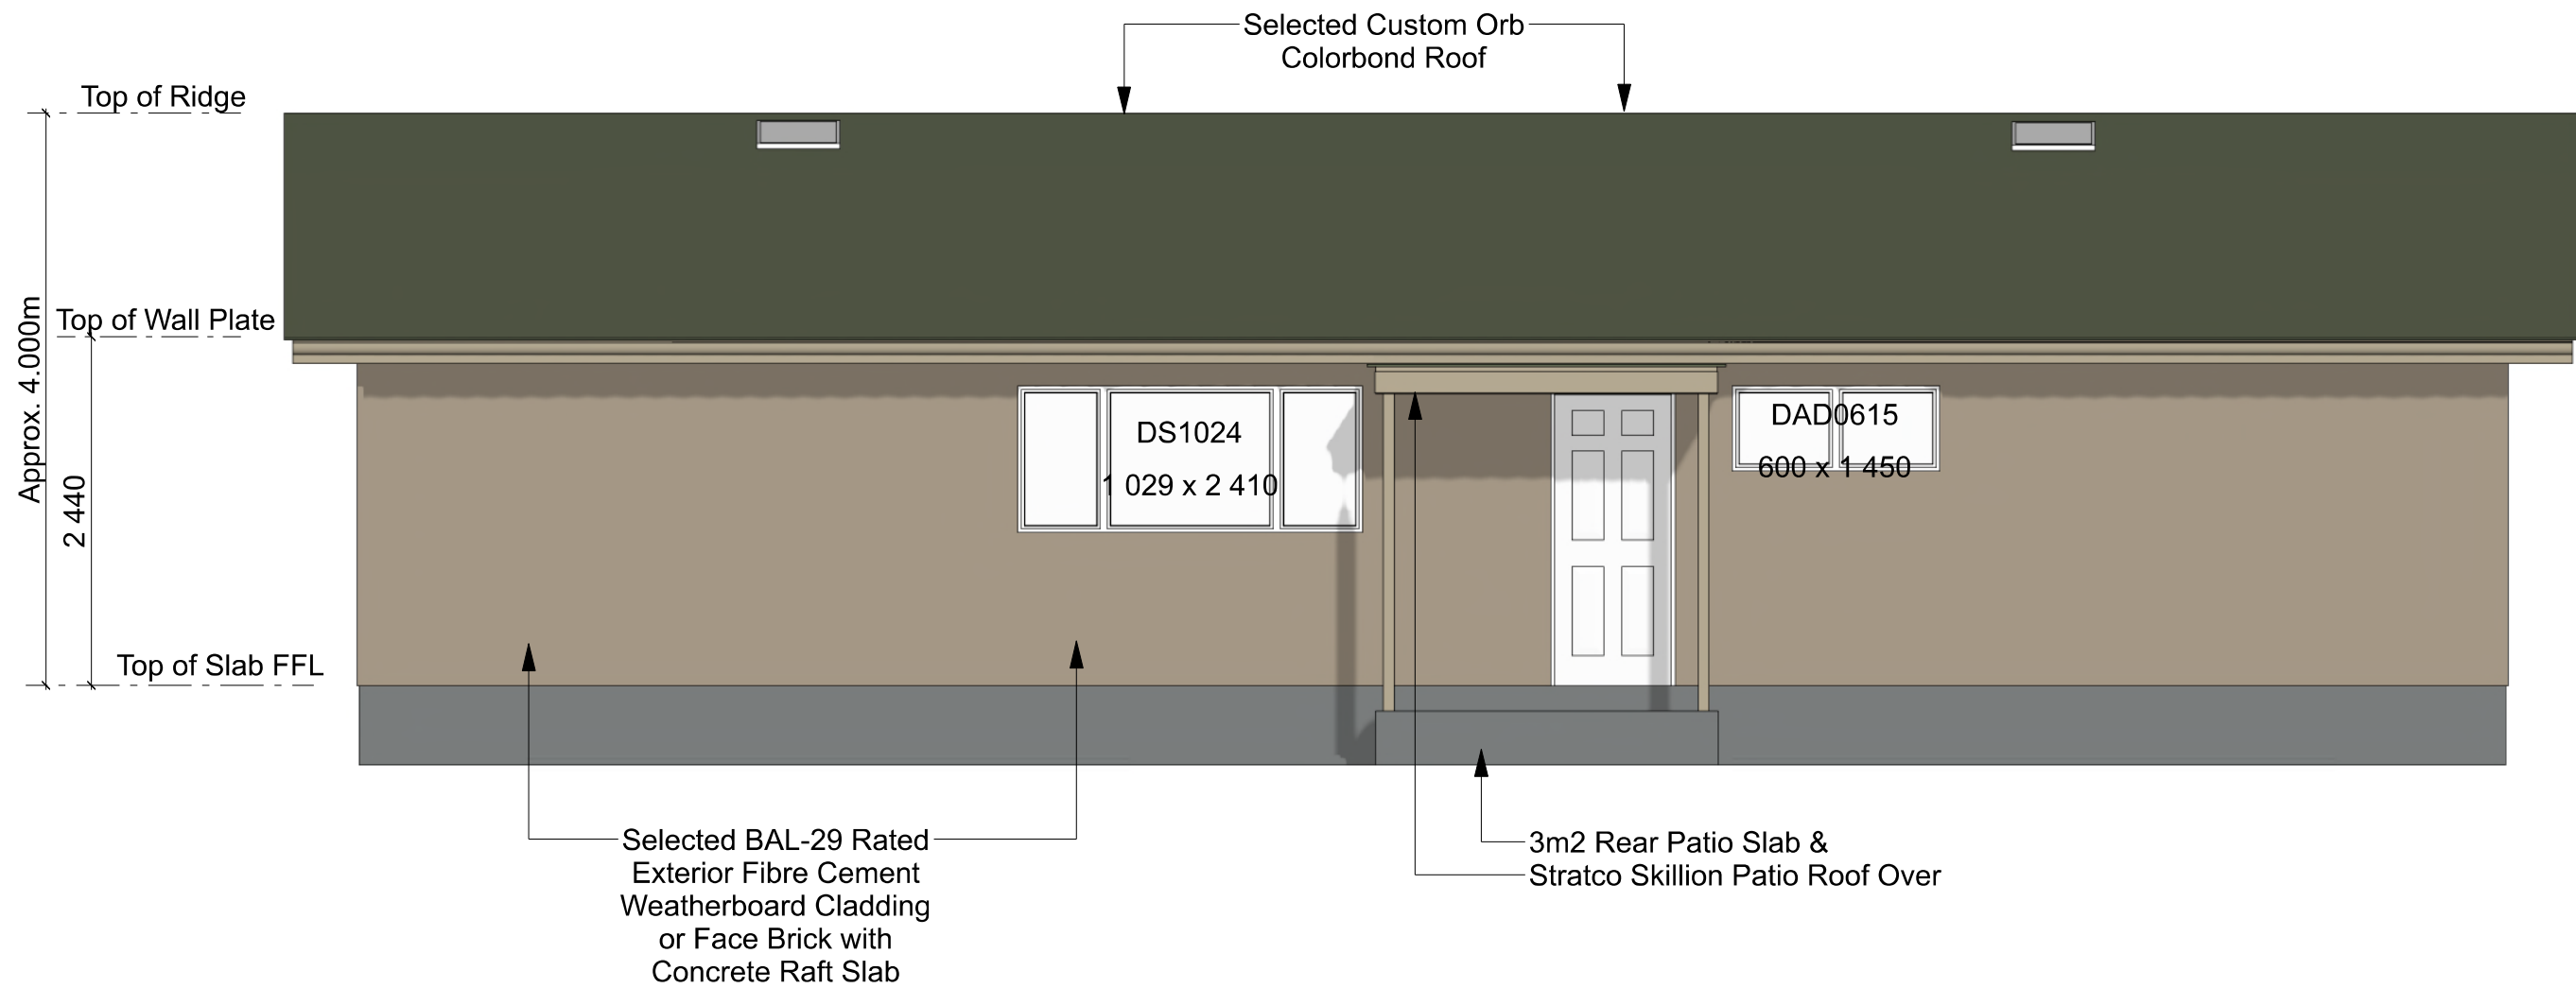 Selected Custom Orb
Colorbond Roof
Top of Ridge
Top of Wall Plate
Approx. 4.000m
2 440
Top of Slab FFL
DS1024
1 029 x 2 410
DAD0615
600 x 1 450
Selected BAL-29 Rated
Exterior Fibre Cement
Weatherboard Cladding
or Face Brick with
Concrete Raft Slab
3m2 Rear Patio Slab &
Stratco Skillion Patio Roof Over